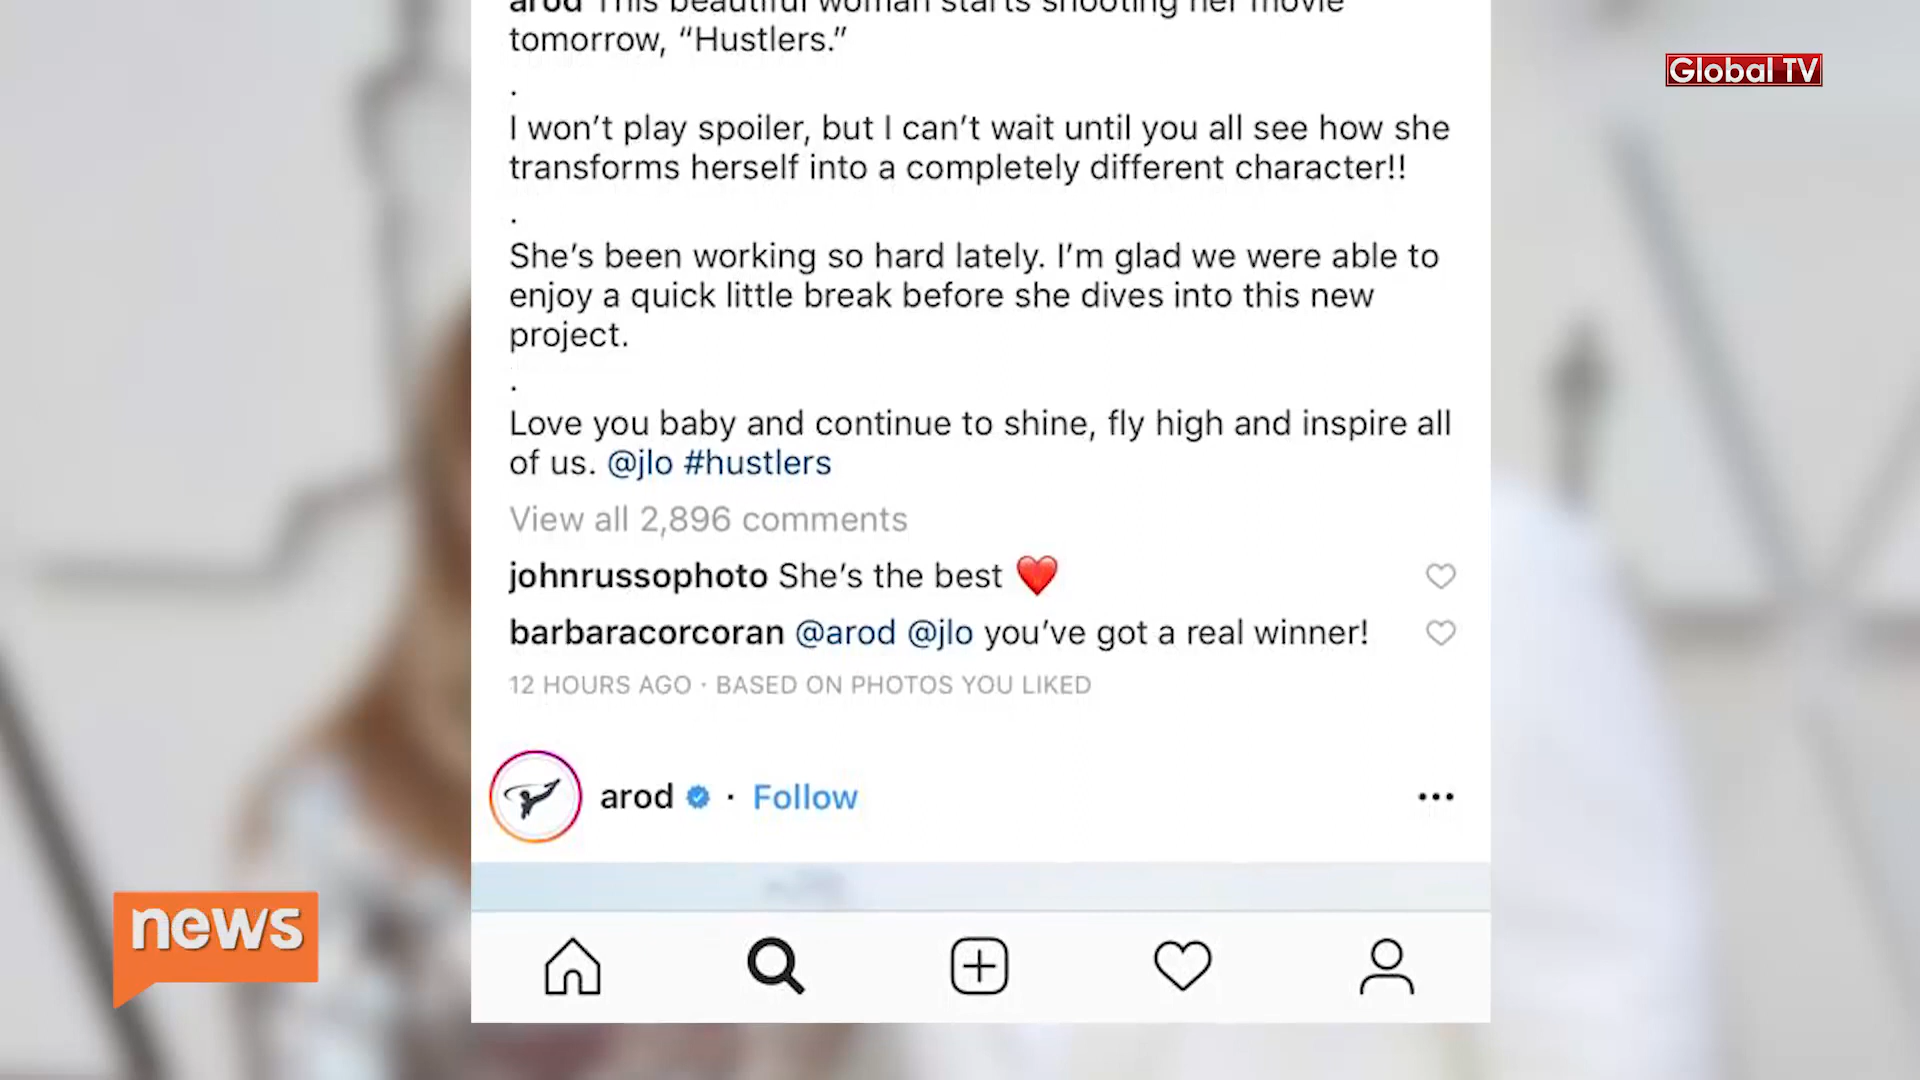 arod This beautiful woman starts shooting her movie
tomorrow, “Hustlers.”
.
I won’t play spoiler, but I can’t wait until you all see how she
transforms herself into a completely different character!!
.
She’s been working so hard lately. I’m glad we were able to
enjoy a quick little break before she dives into this new
project.
.
Love you baby and continue to shine, fly high and inspire all
of us. @jlo #hustlers
View all 2,896 comments
johnrussophoto She’s the best ❤️
barbaracorcoran @arod @jlo you’ve got a real winner!
12 HOURS AGO · BASED ON PHOTOS YOU LIKED
arod · Follow
Global TV
news